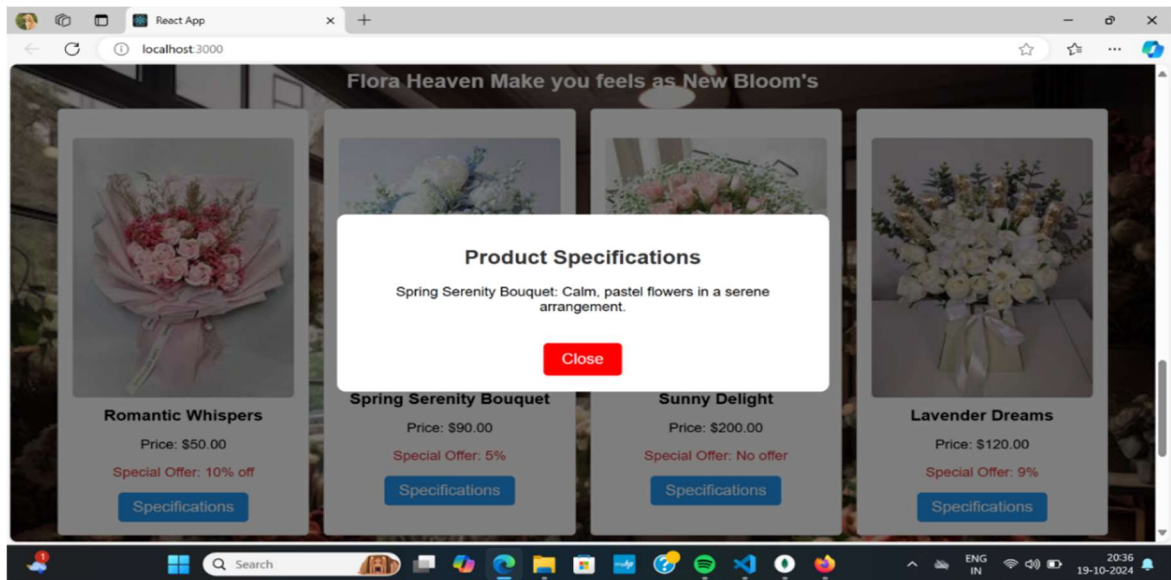 React App
localhost:3000
Flora Heaven Make you feels as New Bloom's
Product Specifications
Spring Serenity Bouquet: Calm, pastel flowers in a serene
arrangement.
Close
Romantic Whispers
Price: $50.00
Special Offer: 10% off
Specifications
Spring Serenity Bouquet
Price: $90.00
Special Offer: 5%
Specifications
Sunny Delight
Price: $200.00
Special Offer: No offer
Specifications
Lavender Dreams
Price: $120.00
Special Offer: 9%
Specifications
1
Search
ENG
IN
20:36
19-10-2024